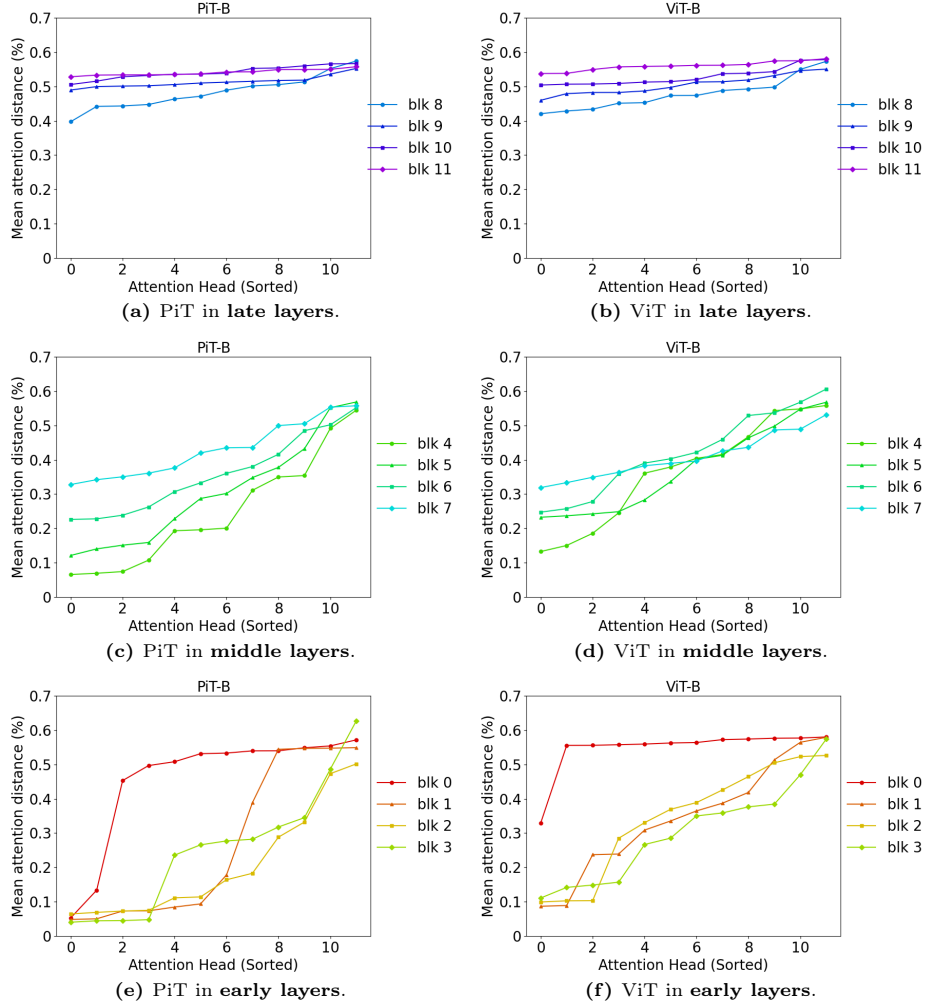 PiT-B
0.7
0.6
0.5
0.4
0.3
0.2
0.1
0
Mean attention distance (%)
0 2 4 6 8 10
Attention Head (Sorted)
blk 8
blk 9
blk 10
blk 11
(a) PiT in late layers.
ViT-B
0.7
0.6
0.5
0.4
0.3
0.2
0.1
0
Mean attention distance (%)
0 2 4 6 8 10
Attention Head (Sorted)
blk 8
blk 9
blk 10
blk 11
(b) ViT in late layers.
PiT-B
0.7
0.6
0.5
0.4
0.3
0.2
0.1
0
Mean attention distance (%)
0 2 4 6 8 10
Attention Head (Sorted)
blk 4
blk 5
blk 6
blk 7
(c) PiT in middle layers.
ViT-B
0.7
0.6
0.5
0.4
0.3
0.2
0.1
0
Mean attention distance (%)
0 2 4 6 8 10
Attention Head (Sorted)
blk 4
blk 5
blk 6
blk 7
(d) ViT in middle layers.
PiT-B
0.7
0.6
0.5
0.4
0.3
0.2
0.1
0
Mean attention distance (%)
0 2 4 6 8 10
Attention Head (Sorted)
blk 0
blk 1
blk 2
blk 3
(e) PiT in early layers.
ViT-B
0.7
0.6
0.5
0.4
0.3
0.2
0.1
0
Mean attention distance (%)
0 2 4 6 8 10
Attention Head (Sorted)
blk 0
blk 1
blk 2
blk 3
(f) ViT in early layers.